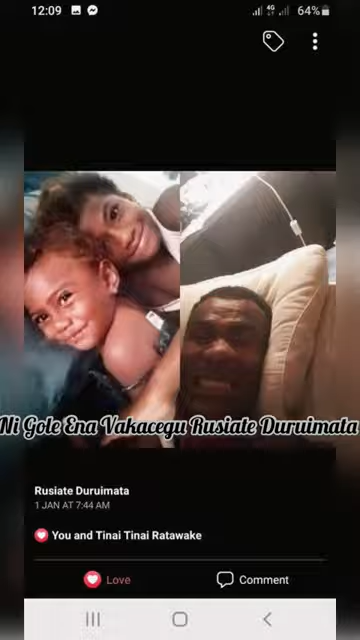 12:09
4G
64%
Ni Gole Ena Vakacegu Rusiate Duruimata
Rusiate Duruimata
1 JAN AT 7:44 AM
You and Tinai Tinai Ratawake
Love
Comment